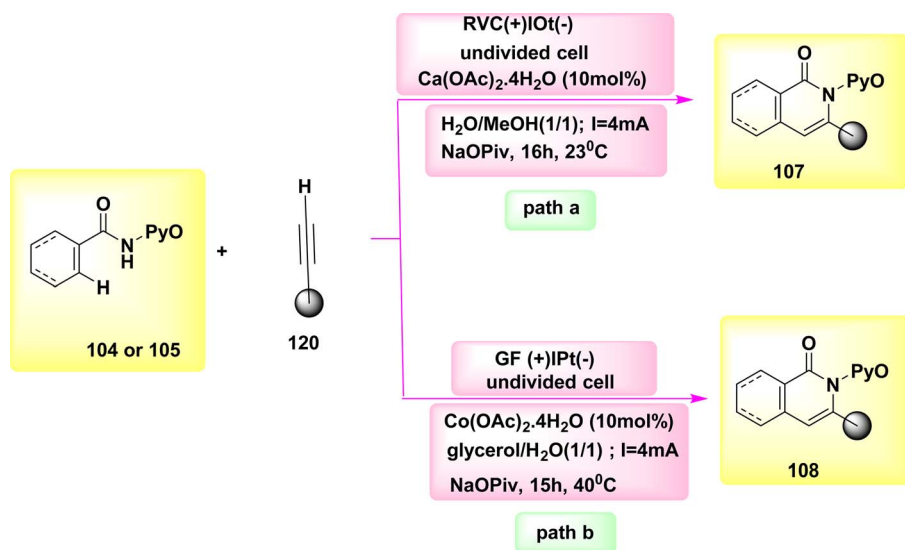 RVC(+)IOt(-)
undivided cell
Ca(OAc)₂.4H₂O (10mol%)
H₂O/MeOH(1/1); I=4mA
NaOPiv, 16h, 23⁰C
path a
O
N
PyO
107
O
N
H
PyO
H
104 or 105
+
H
120
GF (+)IPt(-)
undivided cell
Co(OAc)₂.4H₂O (10mol%)
glycerol/H₂O(1/1) ; I=4mA
NaOPiv, 15h, 40⁰C
path b
O
N
PyO
108